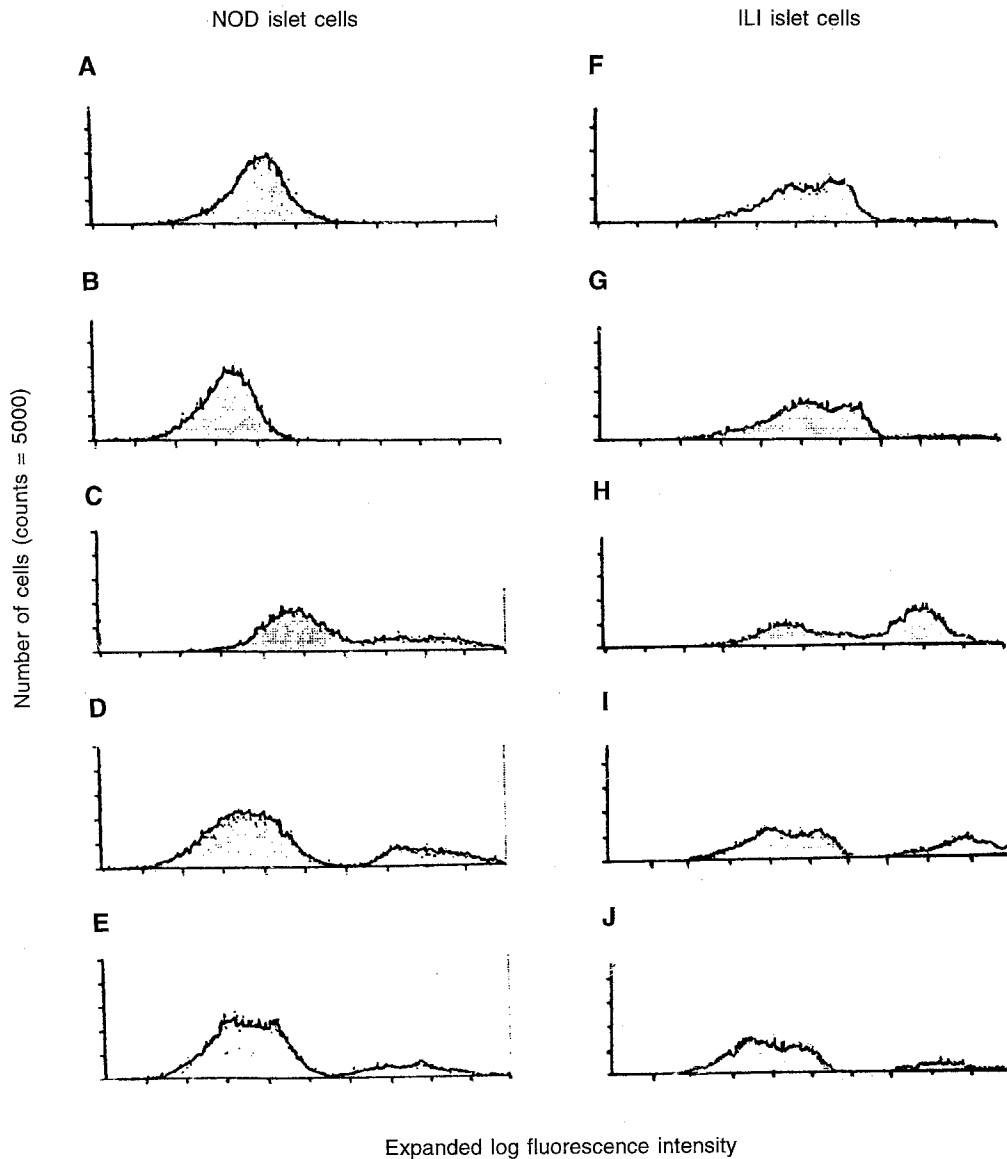 NOD islet cells
ILI islet cells
A
F
B
G
C
H
D
I
E
J
Number of cells (counts = 5000)
Expanded log fluorescence intensity